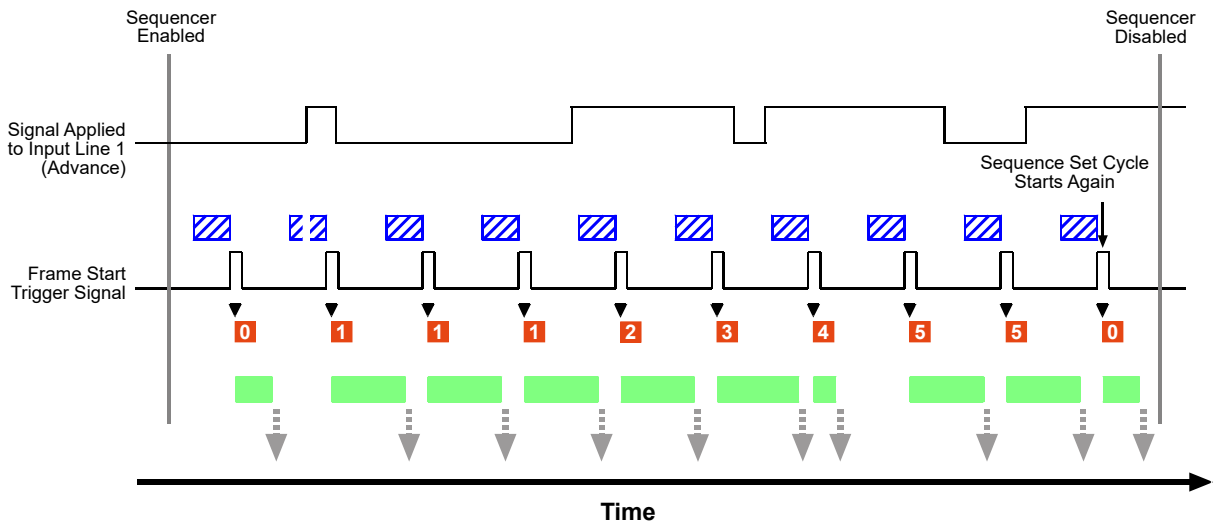 Sequencer
Enabled
Sequencer
Disabled
Signal Applied
to Input Line 1
(Advance)
Sequence Set Cycle
Starts Again
Frame Start
Trigger Signal
0 1 1 1 2 3 4 5 5 0
Time